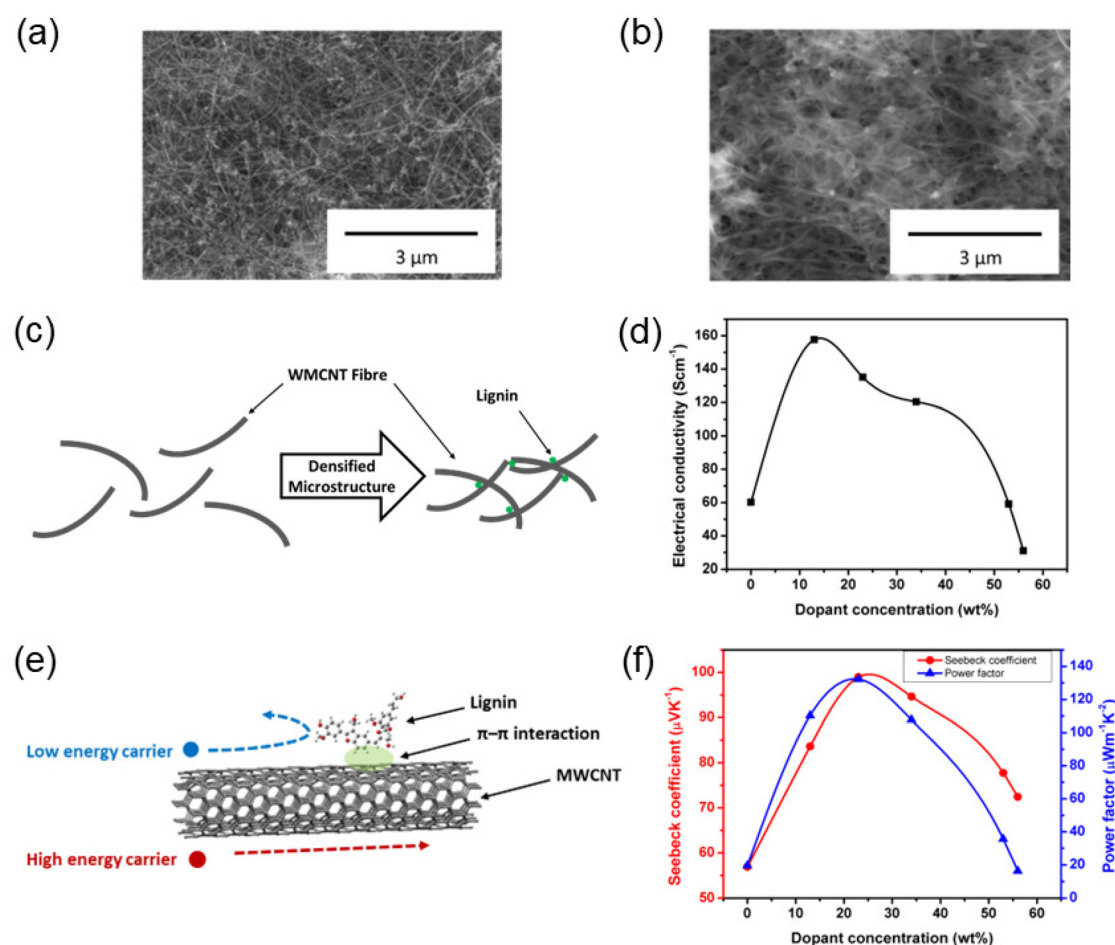 (a)
3 μm
(b)
3 μm
(c)
WMCNT Fibre
Lignin
Densified
Microstructure
(d)
Electrical conductivity (Scm⁻¹)
160
140
120
100
80
60
40
20
0
10
20
30
40
50
60
Dopant concentration (wt%)
(e)
Lignin
π–π interaction
MWCNT
Low energy carrier
High energy carrier
(f)
Seebeck coefficient (μVK⁻¹)
100
90
80
70
60
50
Seebeck coefficient
Power factor
140
120
100
80
60
40
20
0
Power factor (μWm⁻¹K⁻²)
0
10
20
30
40
50
60
Dopant concentration (wt%)